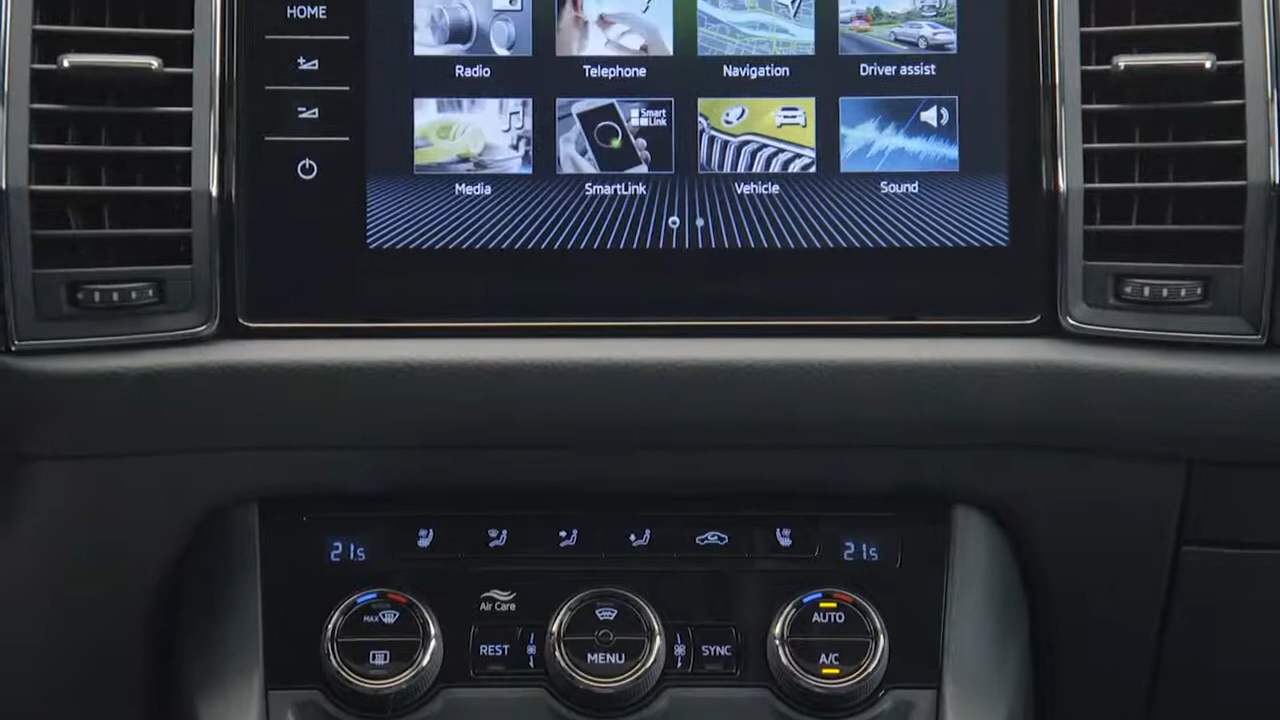 HOME
Radio
Telephone
Navigation
Driver assist
Smart
Link
Media
SmartLink
Vehicle
Sound
21.5
21.5
Air Care
MAX
REST
MENU
SYNC
AUTO
A/C